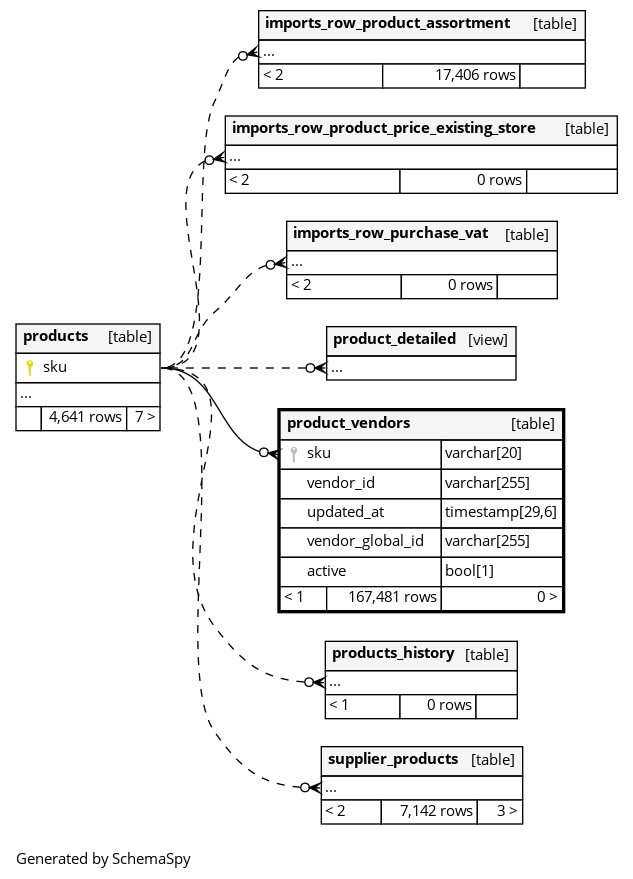 imports_row_product_assortment [table]
...
< 2 17,406 rows
imports_row_product_price_existing_store [table]
...
< 2 0 rows
imports_row_purchase_vat [table]
...
< 2 0 rows
products [table]
sku
...
4,641 rows 7 >
product_detailed [view]
...
product_vendors [table]
sku varchar[20]
vendor_id varchar[255]
updated_at timestamp[29,6]
vendor_global_id varchar[255]
active bool[1]
< 1 167,481 rows 0 >
products_history [table]
...
< 1 0 rows
supplier_products [table]
...
< 2 7,142 rows 3 >
Generated by SchemaSpy